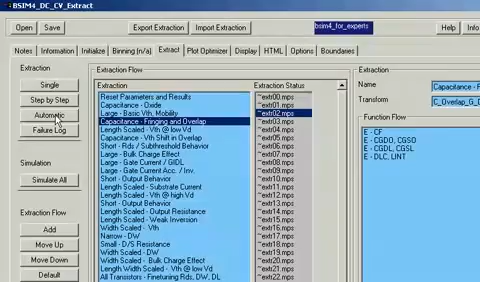 BSIM4_DC_CV_Extract
Open Save Export Extraction Import Extraction bsim4_for_experts Help Info
Notes Information Initialize Binning (n/a) Extract Plot Optimizer Display HTML Options Boundaries
Extraction
Single
Step by Step
Automatic
Failure Log
Simulation
Simulate All
Extraction Flow
Add
Move Up
Move Down
Default
Extraction Flow
Extraction Extraction Status
Reset Parameters and Results ~extr00.mps
Capacitance - Oxide ~extr01.mps
Large - Basic Vth, Mobility ~extr02.mps
Capacitance - Fringing and Overlap ~extr03.mps
Length Scaled - Vth @ low Vd ~extr04.mps
Capacitance - Vth Shift in Overlap ~extr05.mps
Short - Rds / Subthreshold Behavior ~extr06.mps
Large - Bulk Charge Effect ~extr07.mps
Large - Gate Current / GIDL ~extr08.mps
Large - Gate Current Acc. / Inv. ~extr09.mps
Short - Output Behavior ~extr10.mps
Length Scaled - Substrate Current ~extr11.mps
Length Scaled - Vth @ high Vd ~extr12.mps
Short - Output Behavior ~extr13.mps
Length Scaled - Output Resistance ~extr14.mps
Length Scaled - Weak Inversion ~extr15.mps
Width Scaled - Vth ~extr16.mps
Narrow - DW ~extr17.mps
Small - D/S Resistance ~extr18.mps
Width Scaled - DW ~extr19.mps
Width Scaled - Bulk Charge Effect ~extr20.mps
Length Width Scaled - Vth @ low Vd ~extr21.mps
All Transistors - Finetuning Rds, DW, DL ~extr22.mps
Extraction
Name Capacitance - F
Transform C_Overlap_G_D
Function Flow
E - CF
E - CGDO, CGSO
E - CGDL, CGSL
E - DLC, LINT